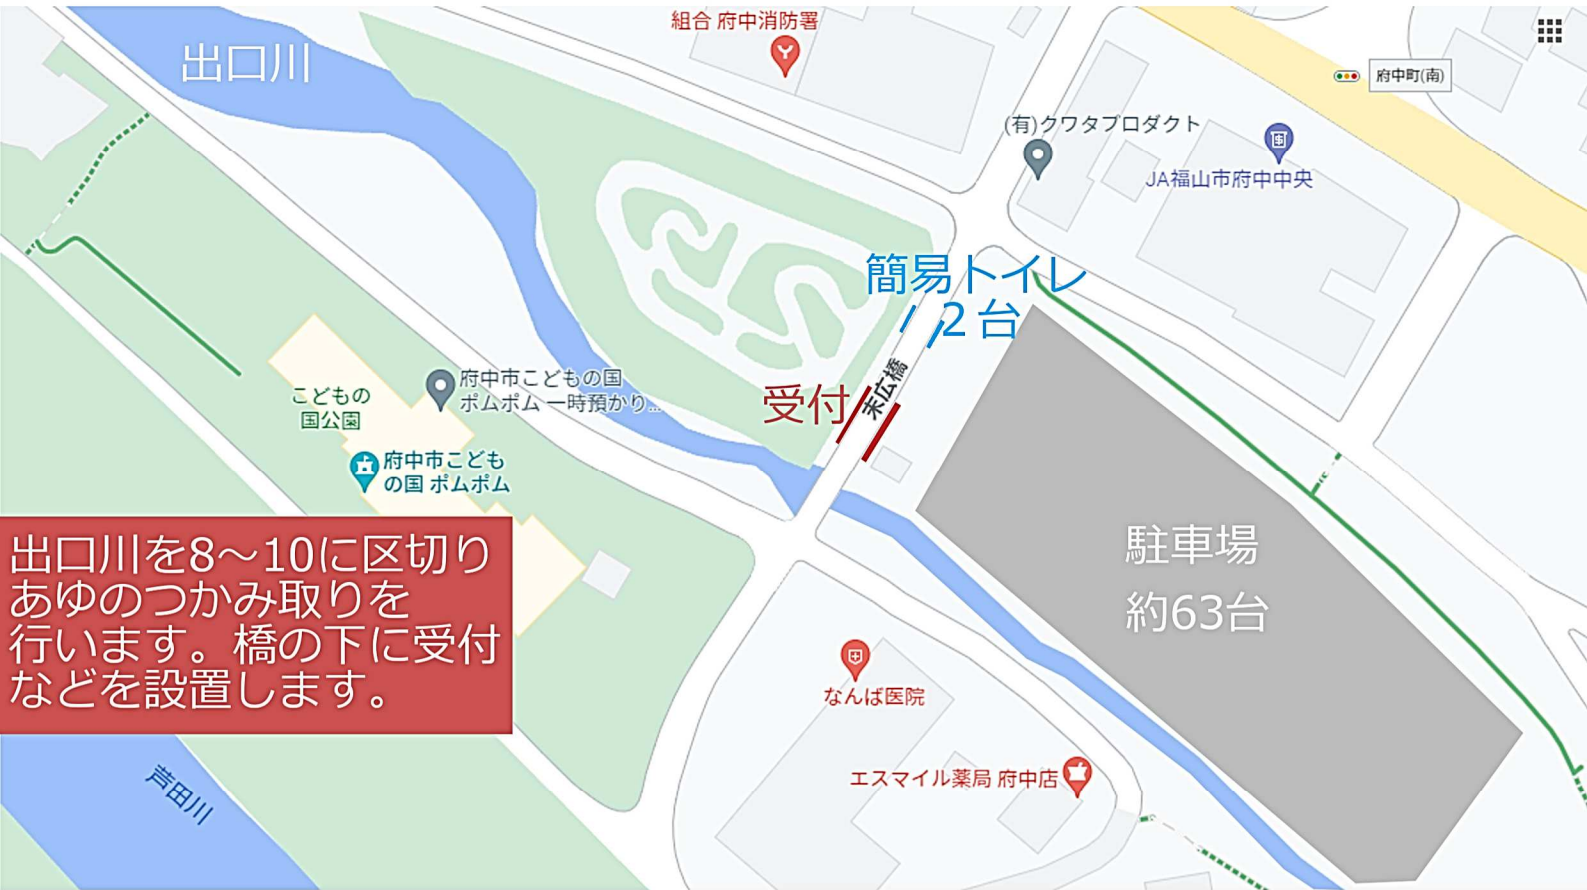 組合 府中消防署
出口川
府中町(南)
(有)クワタプロダクト
JA福山市府中中央
簡易トイレ
2台
末広橋
受付
府中市こどもの国
ポムポム 一時預かり...
こどもの
国公園
府中市こども
の国 ポムポム
駐車場
約63台
出口川を8～10に区切り
あゆのつかみ取りを
行います。橋の下に受付
などを設置します。
なんば医院
エスマイル薬局 府中店
芦田川